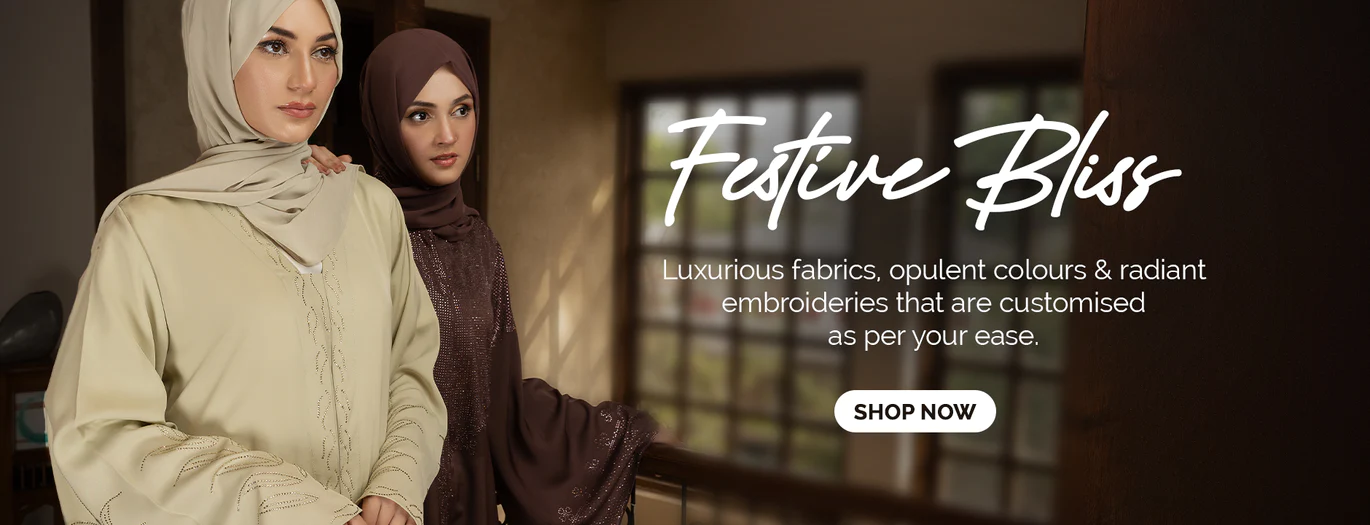 Festive Bliss
Luxurious fabrics, opulent colours & radiant
embroideries that are customised
as per your ease.
SHOP NOW